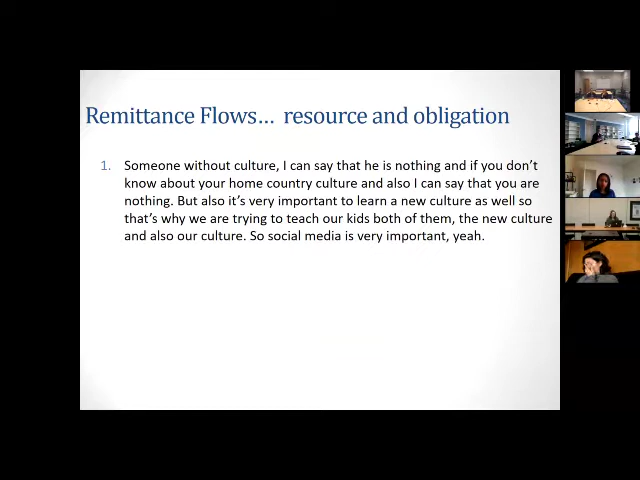 Remittance Flows… resource and obligation
1. Someone without culture, I can say that he is nothing and if you don't
know about your home country culture and also I can say that you are
nothing. But also it's very important to learn a new culture as well so
that's why we are trying to teach our kids both of them, the new culture
and also our culture. So social media is very important, yeah.